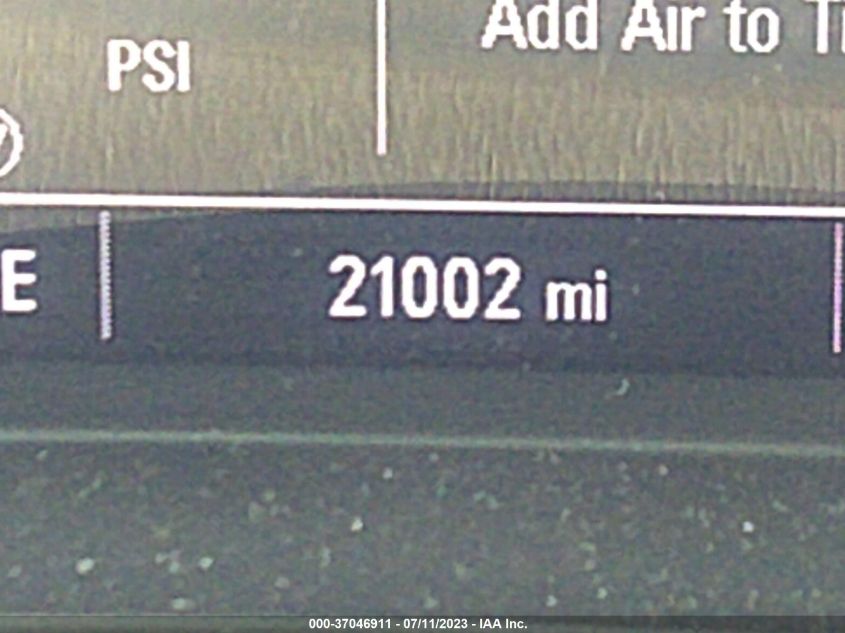 Add Air to
PSI
E
21002 mi
000-37046911 - 07/11/2023 - IAA Inc.